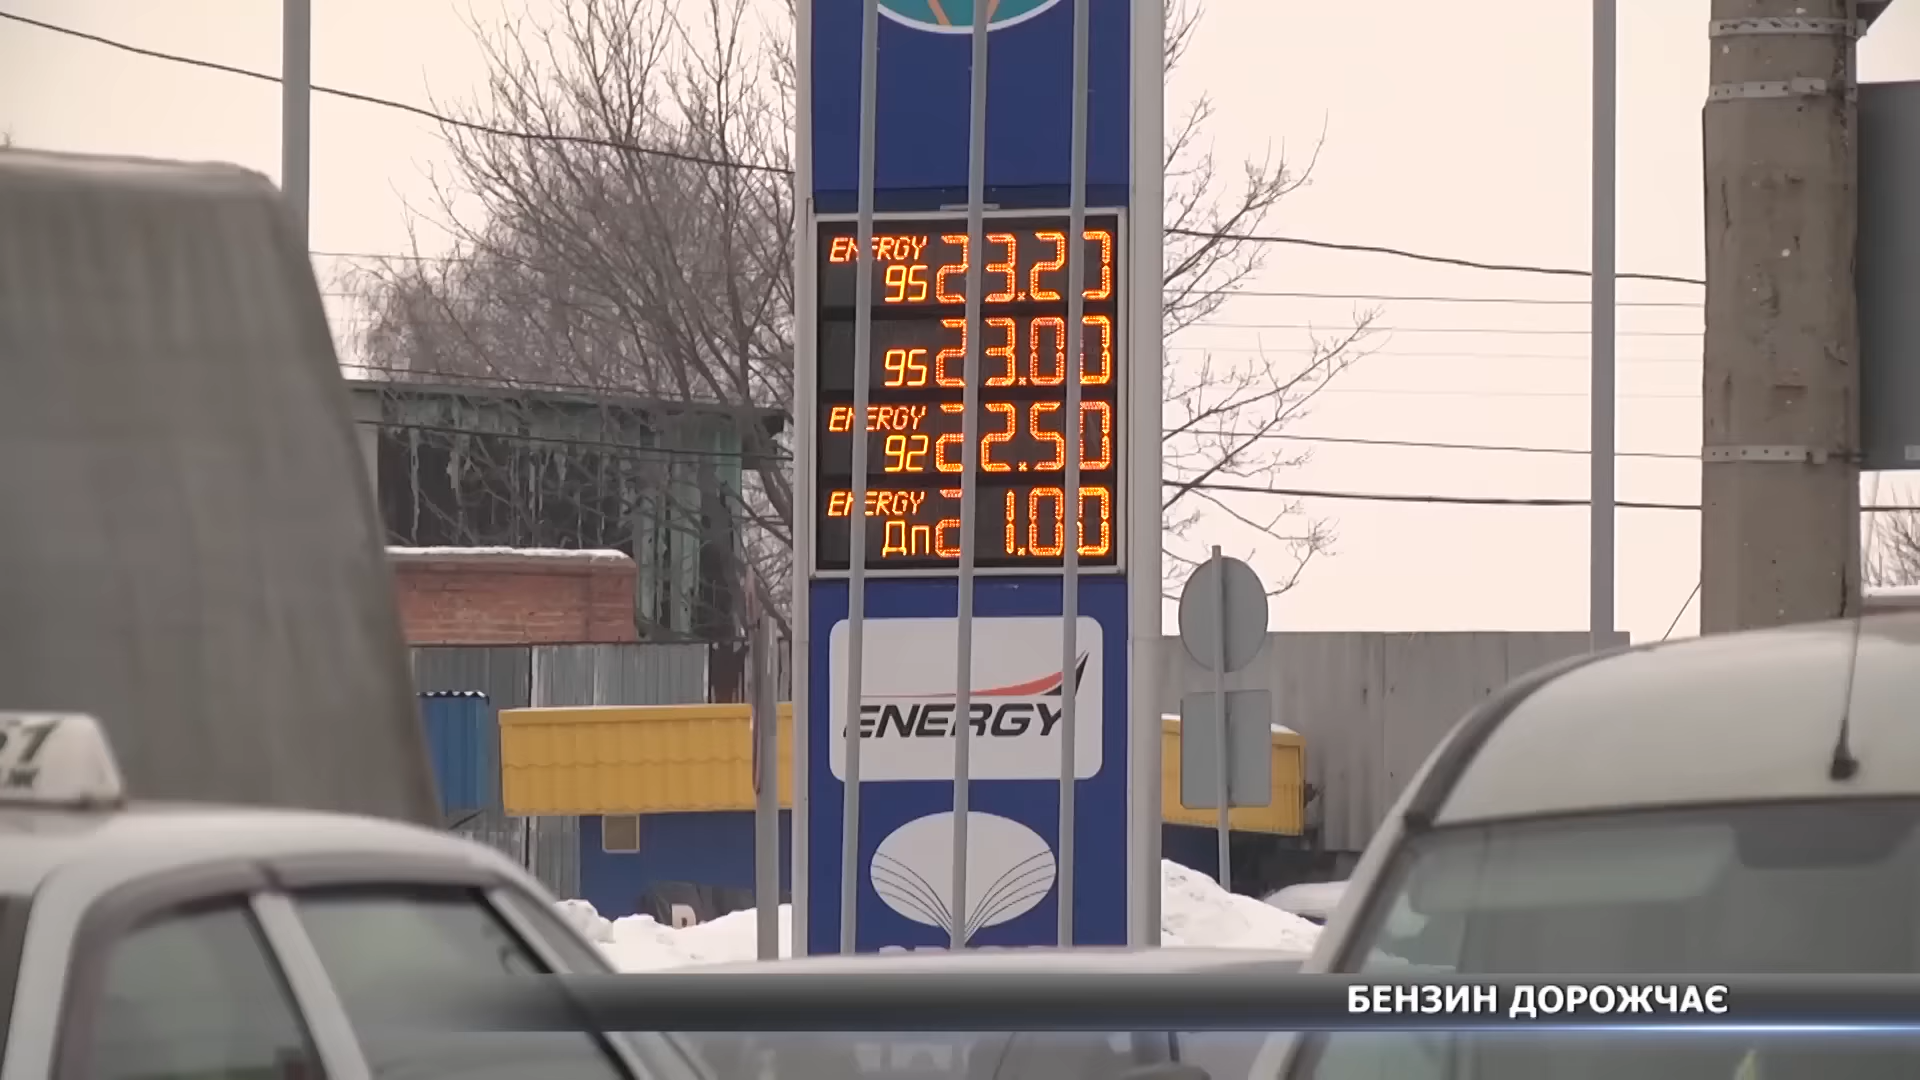 ENERGY
95 23.20
95 23.00
ENERGY
92 22.50
ENERGY
Дп 21.00
ENERGY
БЕНЗИН ДОРОЖЧАЄ